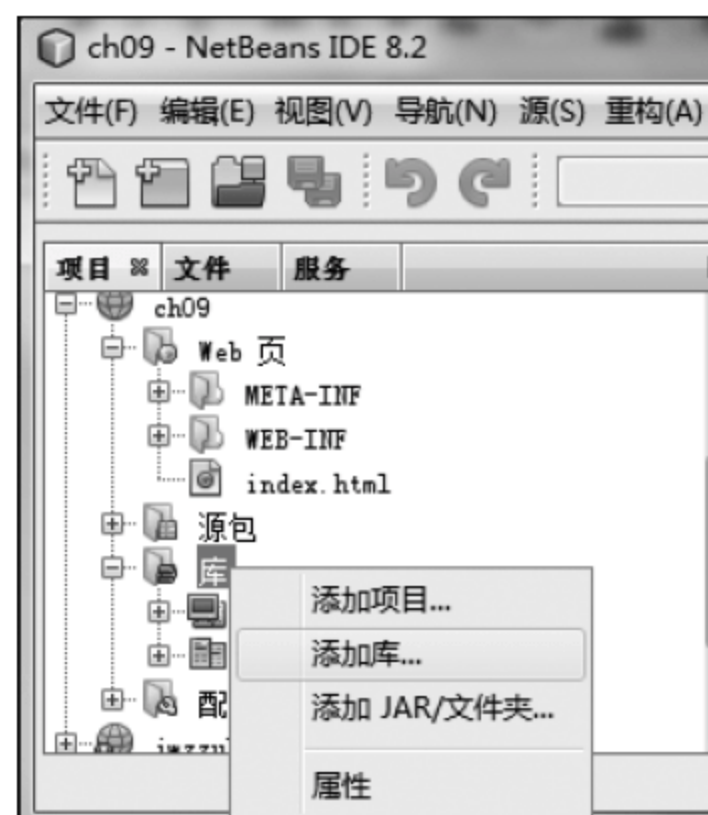 ch09 - NetBeans IDE 8.2
文件(F) 编辑(E) 视图(V) 导航(N) 源(S) 重构(A)
项目 文件 服务
ch09
Web 页
META-INF
WEB-INF
index.html
源包
库
添加项目...
添加库...
配
添加 JAR/文件夹...
属性